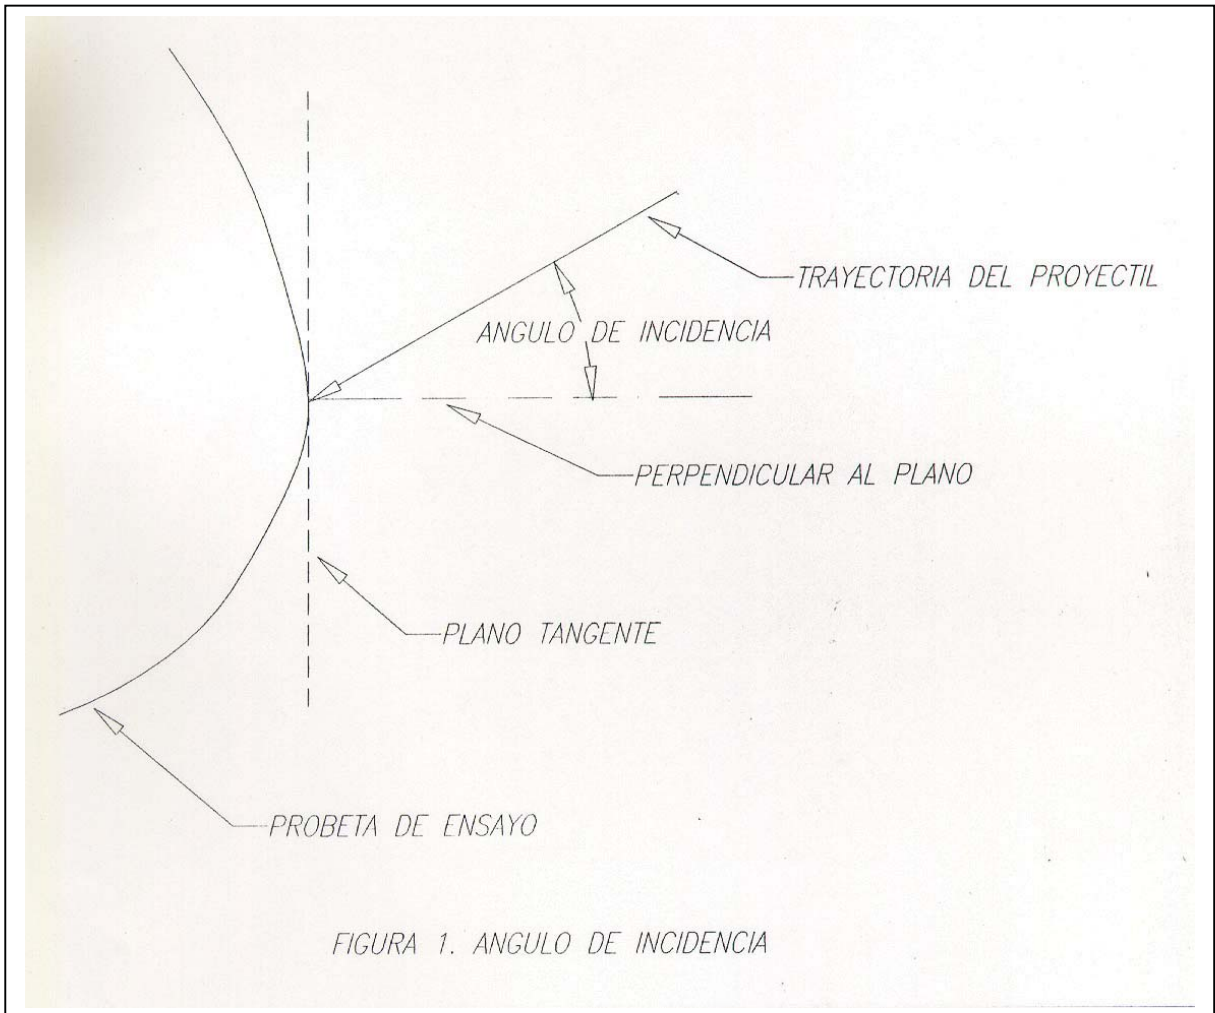 TRAYECTORIA DEL PROYECTIL
ANGULO DE INCIDENCIA
PERPENDICULAR AL PLANO
PLANO TANGENTE
PROBETA DE ENSAYO
FIGURA 1. ANGULO DE INCIDENCIA